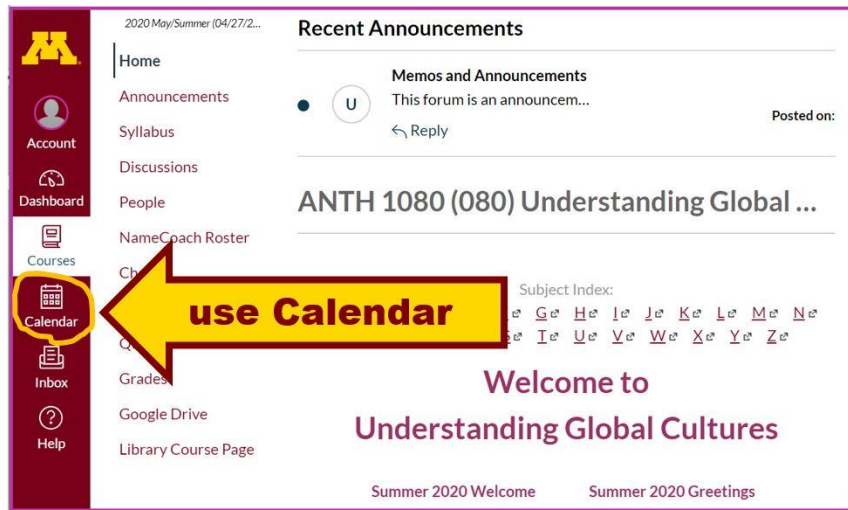 M
Account
Dashboard
Courses
Calendar
Inbox
Help
2020 May/Summer (04/27/2...
Home
Announcements
Syllabus
Discussions
People
NameCoach Roster
Grades
Google Drive
Library Course Page
use Calendar
Recent Announcements
U
Memos and Announcements
This forum is an announcem...
Reply
Posted on:
ANTH 1080 (080) Understanding Global ...
Subject Index:
G H I J K L M N
S T U V W X Y Z
Welcome to
Understanding Global Cultures
Summer 2020 Welcome Summer 2020 Greetings